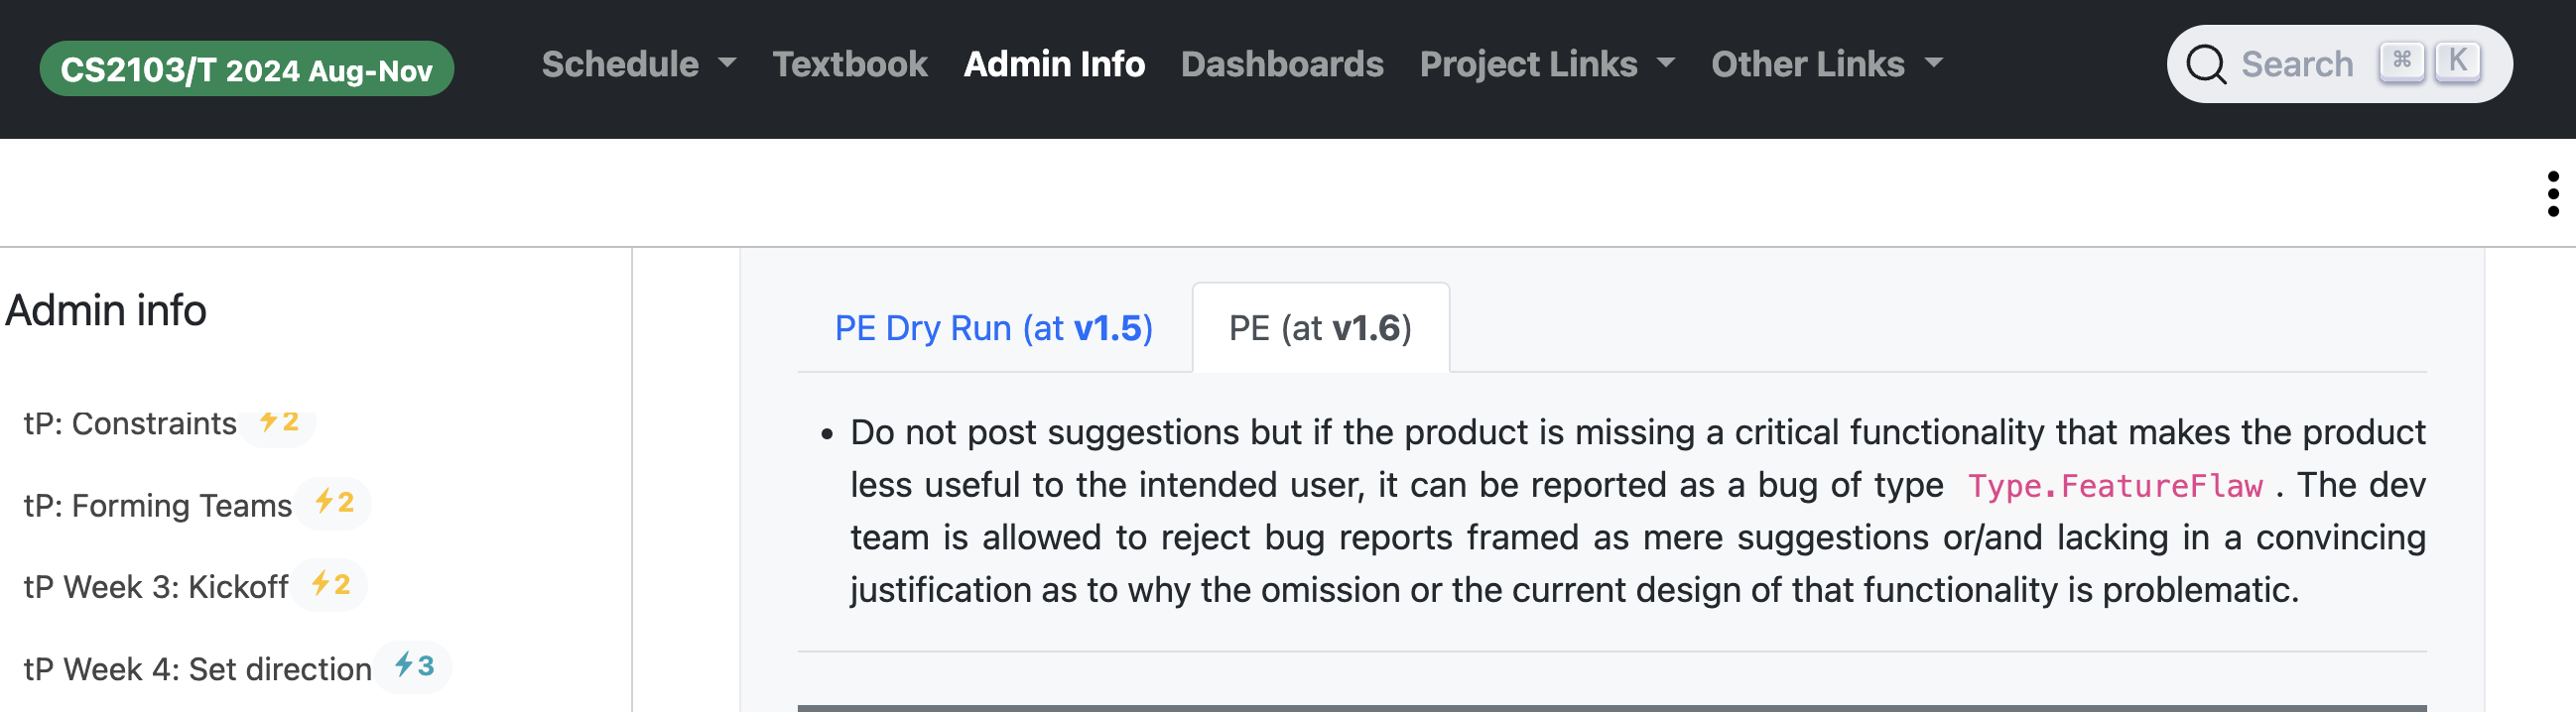 CS2103/T 2024 Aug-Nov Schedule Textbook Admin Info Dashboards Project Links Other Links Search ⌘ K
Admin info
tP: Constraints 2
tP: Forming Teams 2
tP Week 3: Kickoff 2
tP Week 4: Set direction 3
PE Dry Run (at v1.5) PE (at v1.6)
• Do not post suggestions but if the product is missing a critical functionality that makes the product
less useful to the intended user, it can be reported as a bug of type Type.FeatureFlaw . The dev
team is allowed to reject bug reports framed as mere suggestions or/and lacking in a convincing
justification as to why the omission or the current design of that functionality is problematic.